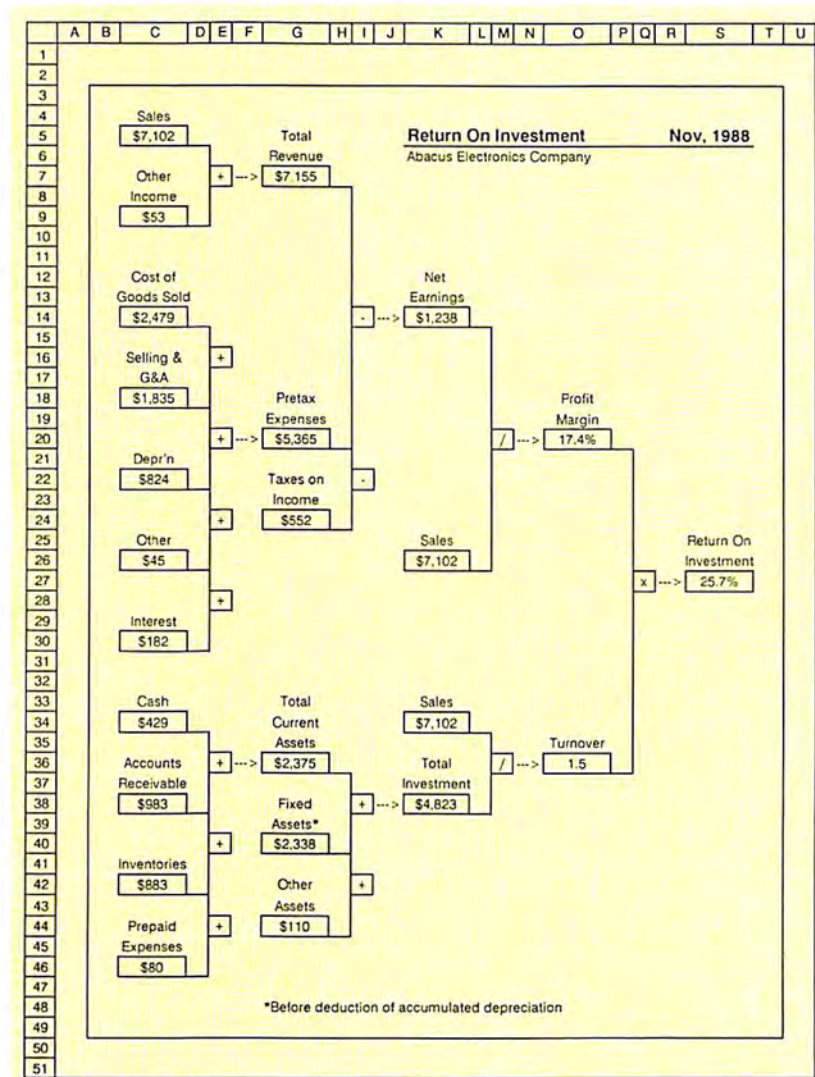 A B C D E F G H I J K L M N O P Q R S T U
1
2
3
4 Sales
5 $7,102 Total Return On Investment Nov, 1988
6 Revenue Abacus Electronics Company
7 Other + ---> $7,155
8 Income
9 $53
10
11
12 Cost of Net
13 Goods Sold Earnings
14 $2,479 - ---> $1,238
15
16 Selling & +
17 G&A
18 $1,835 Pretax Profit
19 Expenses Margin
20 + ---> $5,365 / ---> 17.4%
21 Depr'n
22 $824 Taxes on -
23 Income
24 + $552
25 Other Sales Return On
26 $45 $7,102 Investment
27 x ---> 25.7%
28 +
29 Interest
30 $182
31
32
33 Cash Total Sales
34 $429 Current $7,102
35 Assets Turnover
36 Accounts + ---> $2,375 Total / ---> 1.5
37 Receivable Investment
38 $983 Fixed + ---> $4,823
39 Assets*
40 + $2,338
41 Inventories
42 $883 Other +
43 Assets
44 Prepaid + $110
45 Expenses
46 $80
47
48 *Before deduction of accumulated depreciation
49
50
51